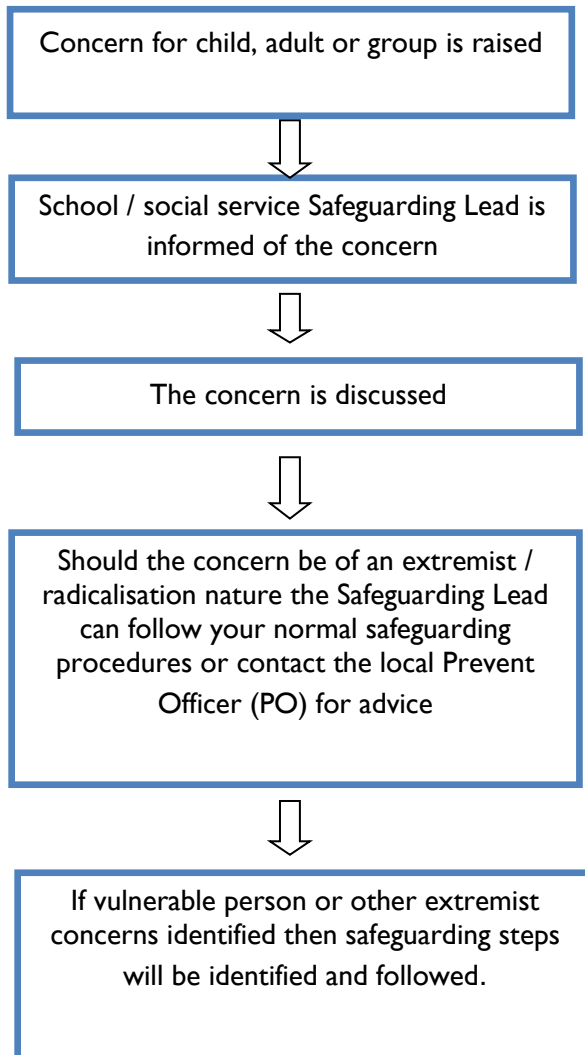 Concern for child, adult or group is raised
School / social service Safeguarding Lead is
informed of the concern
The concern is discussed
Should the concern be of an extremist /
radicalisation nature the Safeguarding Lead
can follow your normal safeguarding
procedures or contact the local Prevent
Officer (PO) for advice
If vulnerable person or other extremist
concerns identified then safeguarding steps
will be identified and followed.